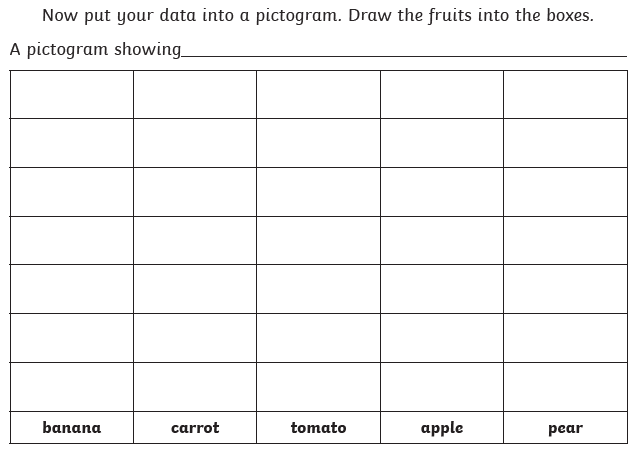 Now put your data into a pictogram. Draw the fruits into the boxes.
A pictogram showing
banana carrot tomato apple pear